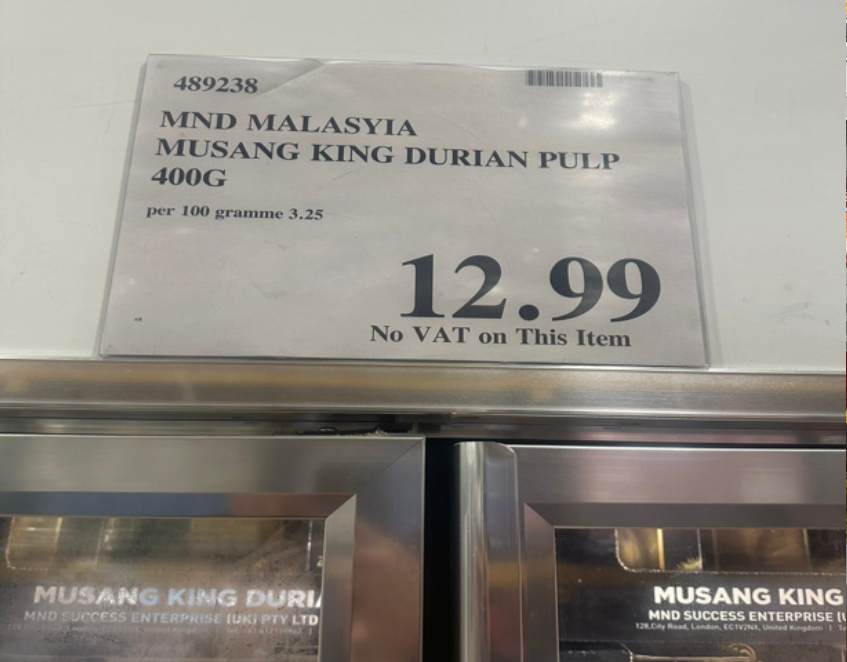 489238
MND MALASYIA
MUSANG KING DURIAN PULP
400G
per 100 gramme 3.25
12.99
No VAT on This Item
MUSANG KING DURIA
MND SUCCESS ENTERPRISE (UK) PTY LTD
MUSANG KING
MND SUCCESS ENTERPRISE (U
128,City Road, London, EC1V2NX, United Kingdom | Te